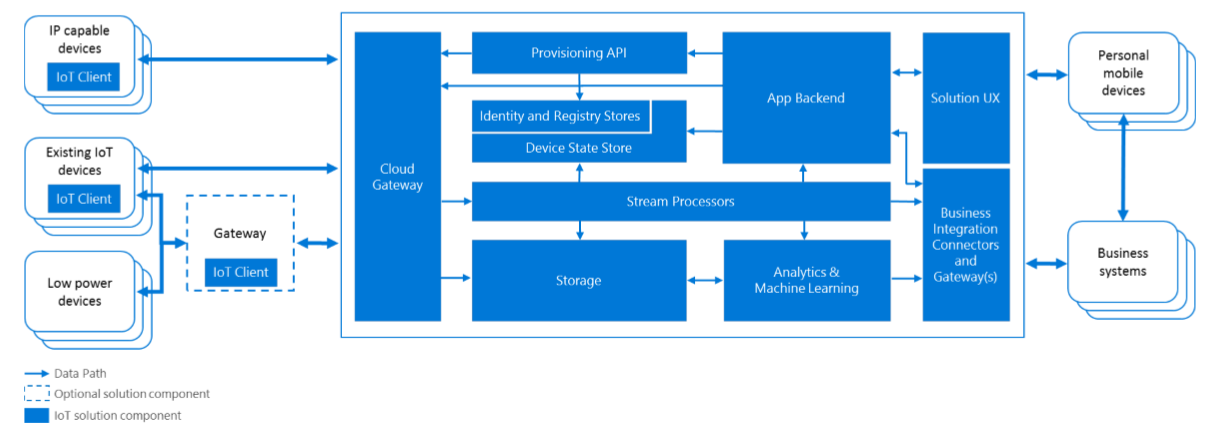 IP capable
devices
IoT Client
Existing IoT
devices
IoT Client
Gateway
IoT Client
Low power
devices
Cloud
Gateway
Provisioning API
Identity and Registry Stores
Device State Store
App Backend
Solution UX
Stream Processors
Storage
Analytics &
Machine Learning
Business
Integration
Connectors
and
Gateway(s)
Personal
mobile
devices
Business
systems
Data Path
Optional solution component
IoT solution component